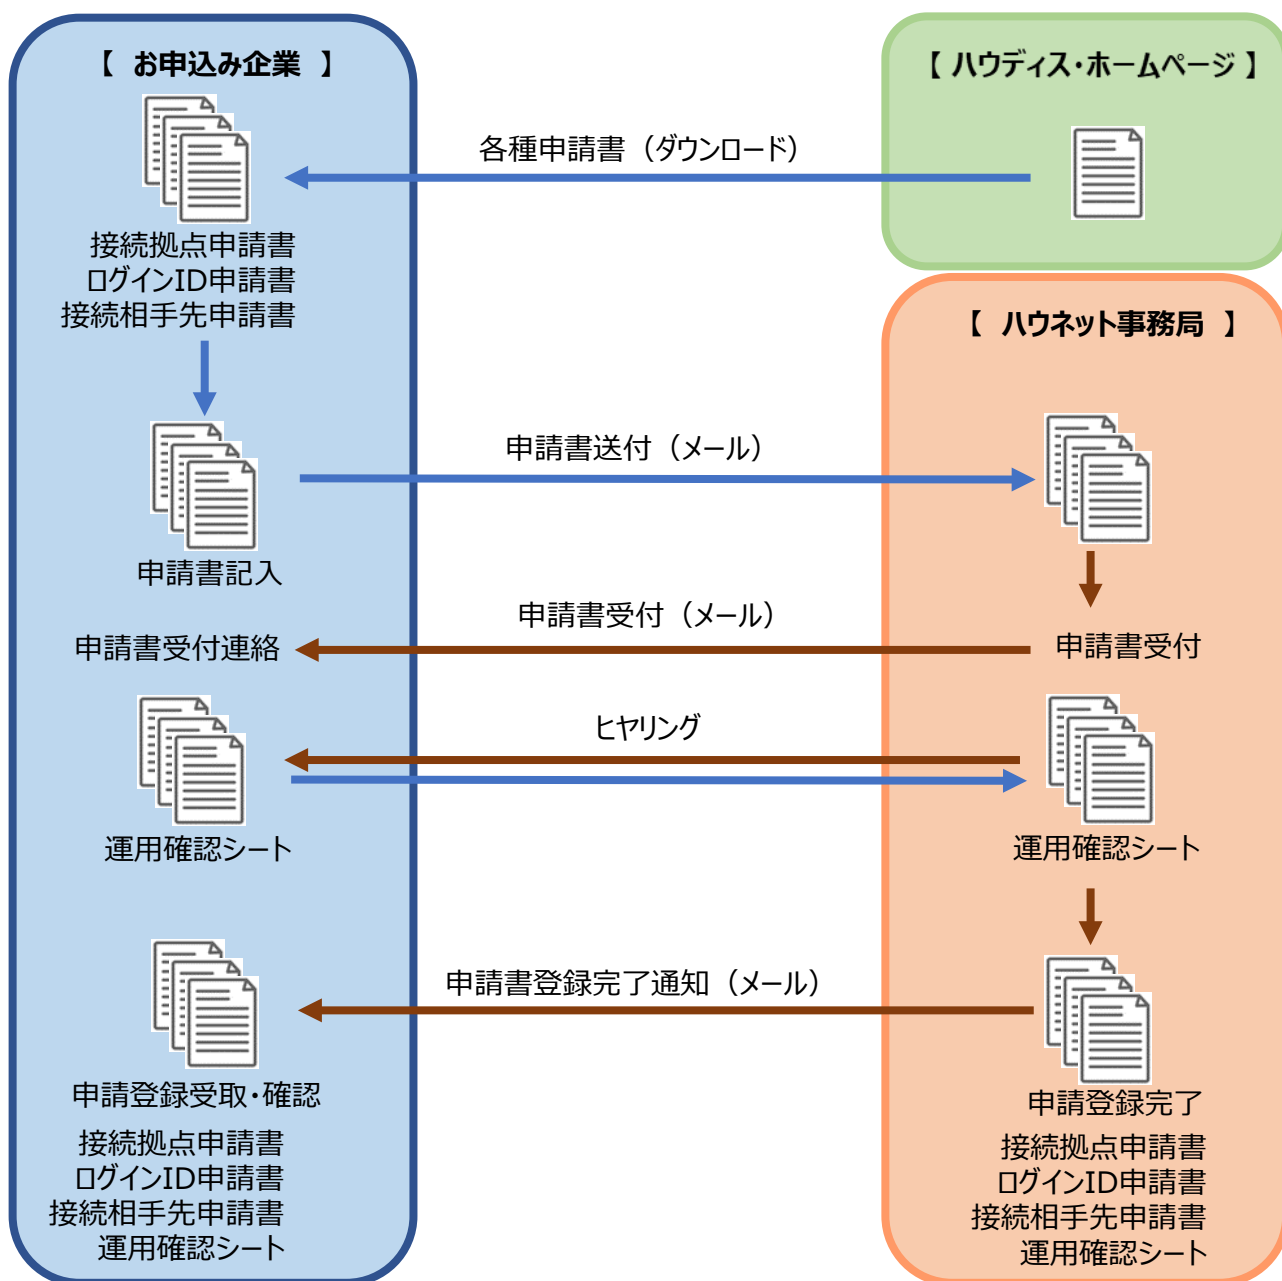 【 お申込み企業 】
【 ハウディス・ホームページ 】
各種申請書（ダウンロード）
接続拠点申請書
ログインID申請書
接続相手先申請書
【 ハウネット事務局 】
申請書送付（メール）
申請書記入
申請書受付（メール）
申請書受付連絡
申請書受付
ヒヤリング
運用確認シート
運用確認シート
申請書登録完了通知（メール）
申請登録受取・確認
接続拠点申請書
ログインID申請書
接続相手先申請書
運用確認シート
申請登録完了
接続拠点申請書
ログインID申請書
接続相手先申請書
運用確認シート